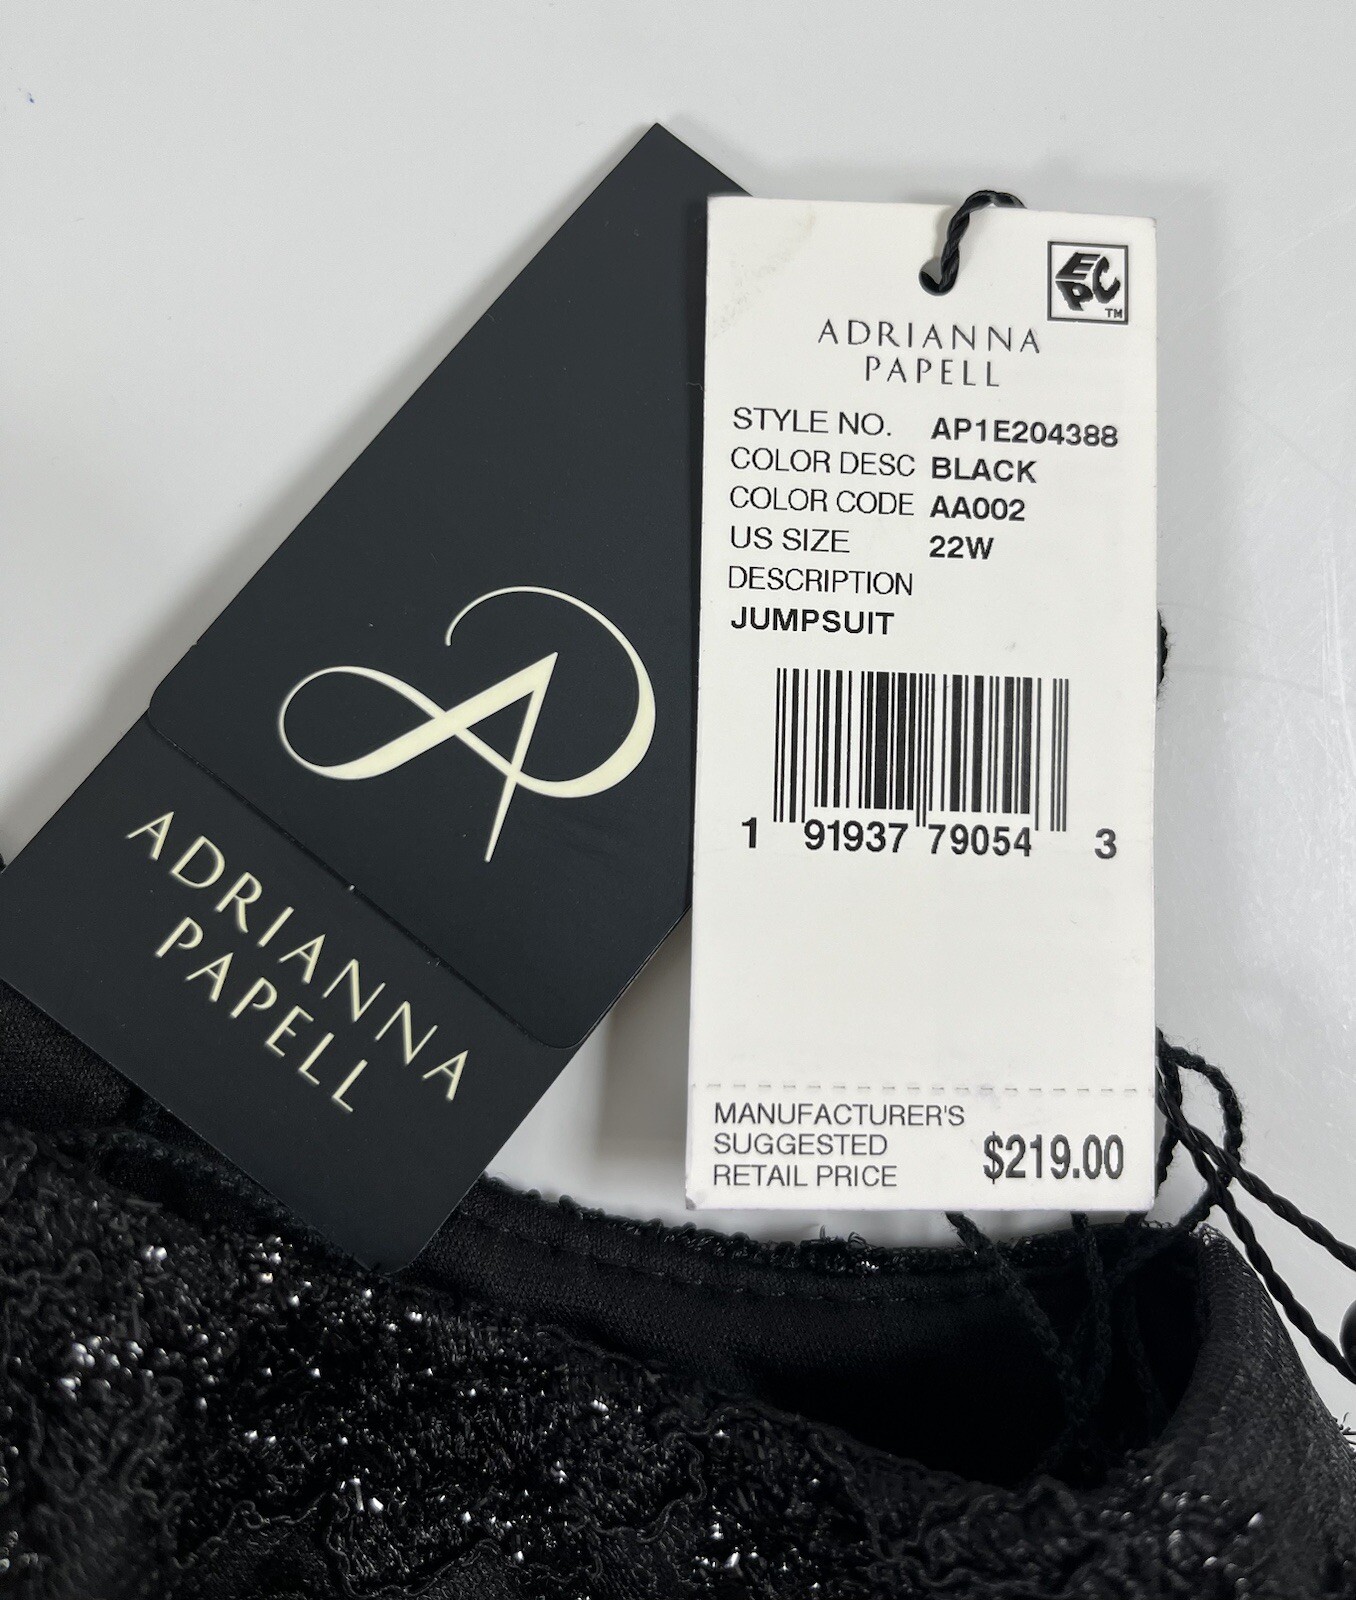 ADRIANNA
PAPELL
EPC
TM
ADRIANNA
PAPELL
STYLE NO. AP1E204388
COLOR DESC BLACK
COLOR CODE AA002
US SIZE 22W
DESCRIPTION
JUMPSUIT
1 91937 79054 3
MANUFACTURER'S
SUGGESTED
RETAIL PRICE $219.00